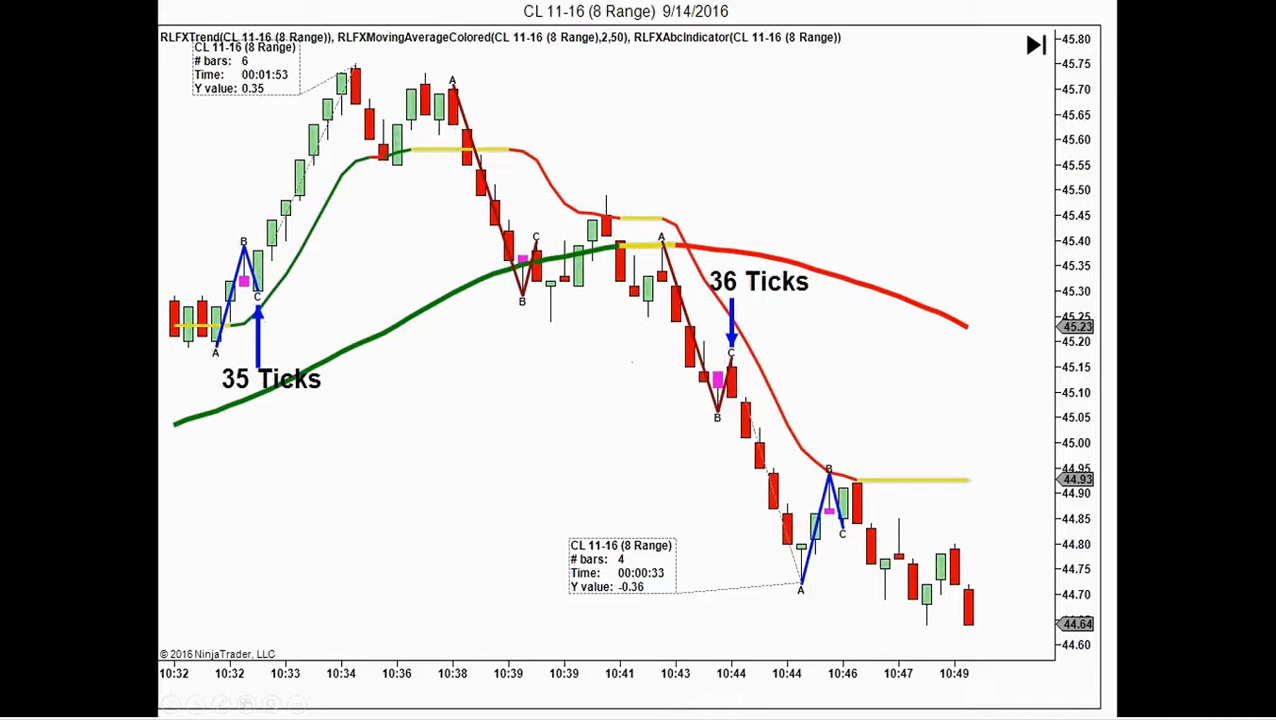 CL 11-16 (8 Range)  9/14/2016
RLFXTrend(CL 11-16 (8 Range)), RLFXMovingAverageColored(CL 11-16 (8 Range),2,50), RLFXAbcIndicator(CL 11-16 (8 Range))
CL 11-16 (8 Range)
# bars: 6
Time: 00:01:53
Y value: 0.35
A
B
C
A
35 Ticks
B
C
A
36 Ticks
C
B
CL 11-16 (8 Range)
# bars: 4
Time: 00:00:33
Y value: -0.36
B
C
A
45.80
45.75
45.70
45.65
45.60
45.55
45.50
45.45
45.40
45.35
45.30
45.25
45.23
45.20
45.15
45.10
45.05
45.00
44.95
44.93
44.90
44.85
44.80
44.75
44.70
44.64
44.60
© 2016 NinjaTrader, LLC
10:32 10:32 10:33 10:34 10:36 10:38 10:39 10:39 10:41 10:43 10:44 10:44 10:46 10:47 10:49